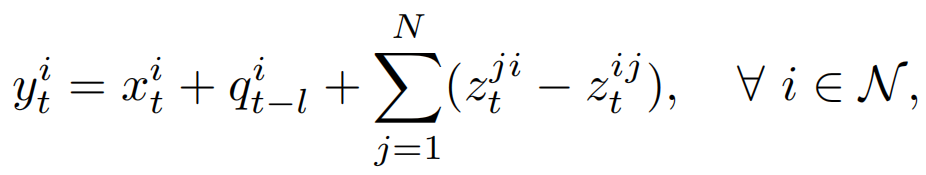 y_t^i = x_t^i + q_{t-l}^i + \sum_{j=1}^{N} (z_t^{ji} - z_t^{ij}), \quad \forall \, i \in \mathcal{N},